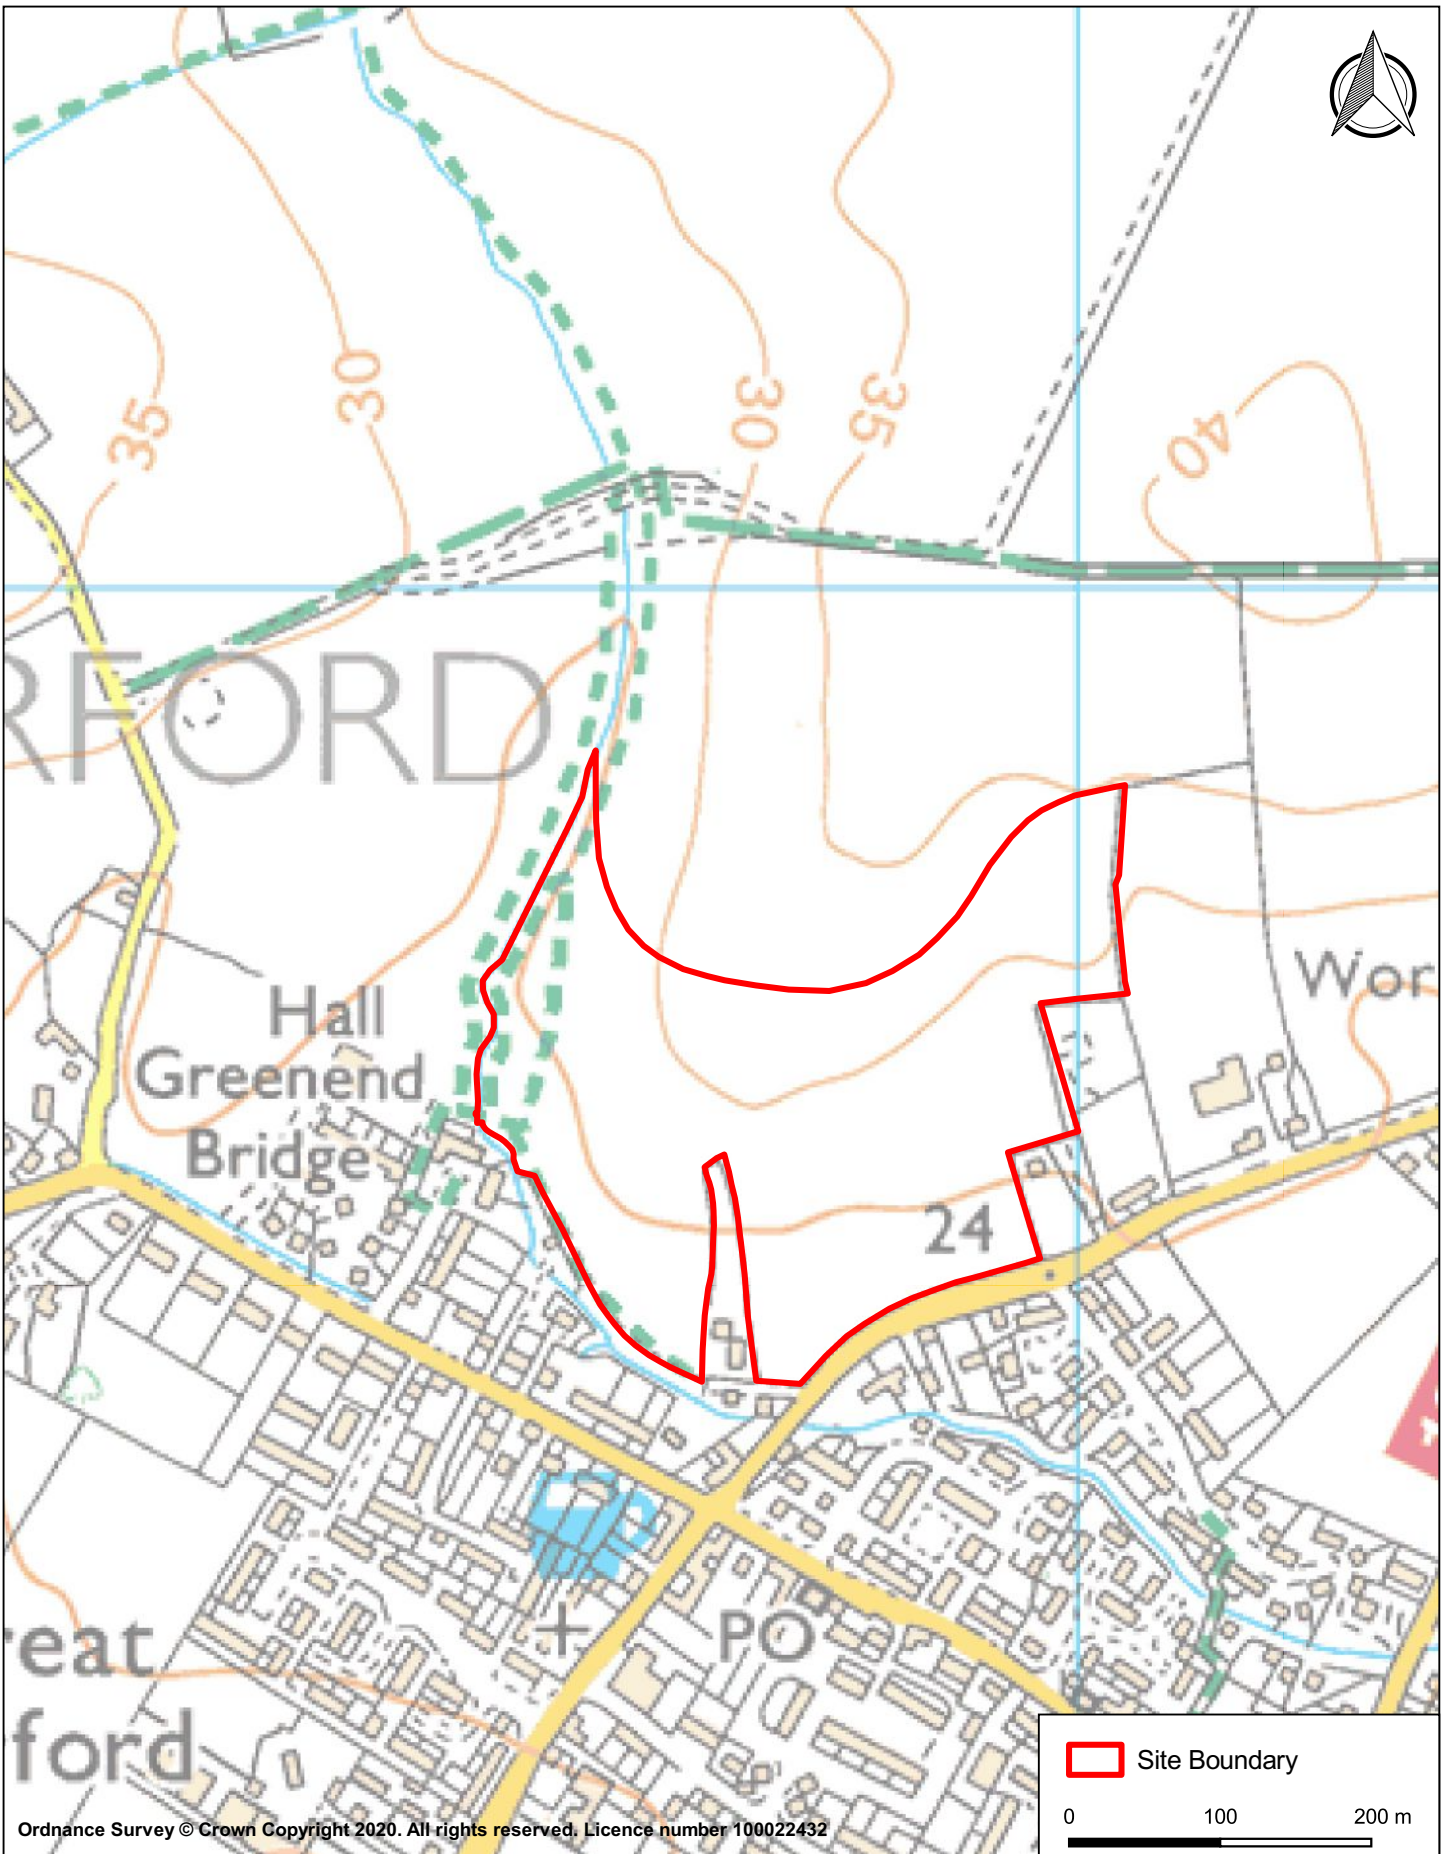 30
35
30
35
40
RFORD
Hall
Greenend
Bridge
Wor
24
PO
reat
ford
Site Boundary
0 100 200 m
Ordnance Survey © Crown Copyright 2020. All rights reserved. Licence number 100022432